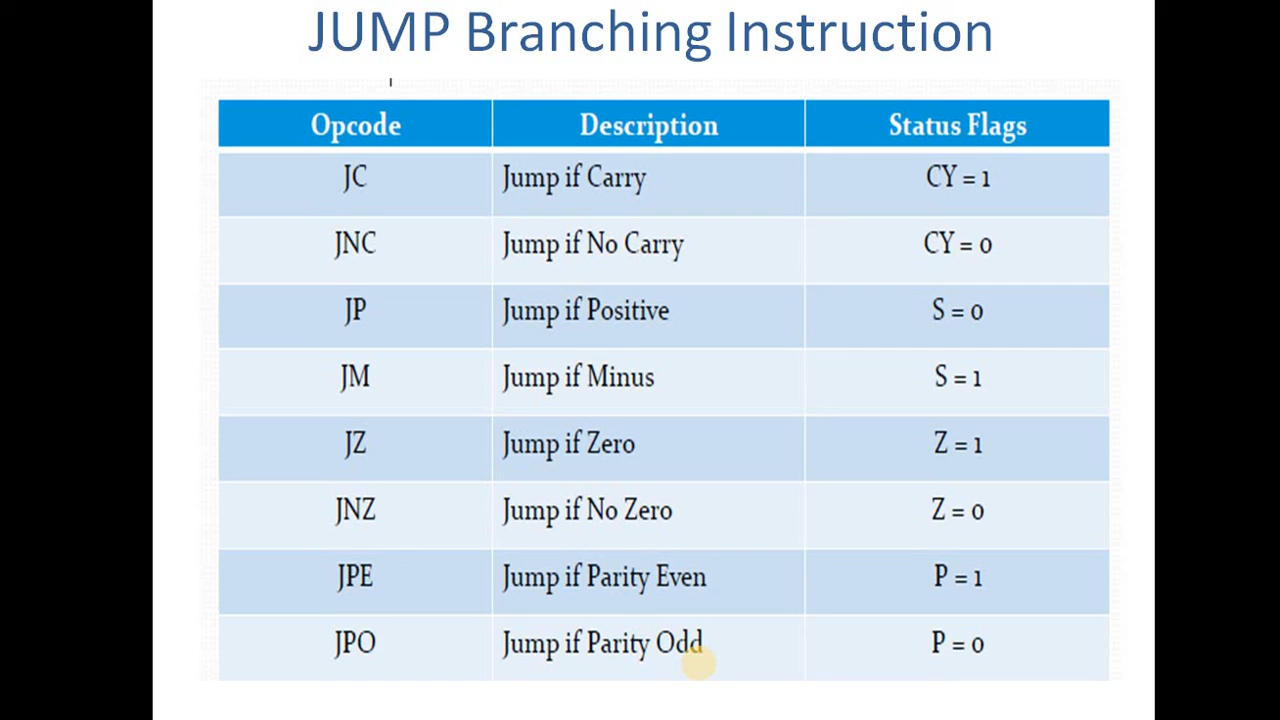 JUMP Branching Instruction
Opcode Description Status Flags
JC Jump if Carry CY = 1
JNC Jump if No Carry CY = 0
JP Jump if Positive S = 0
JM Jump if Minus S = 1
JZ Jump if Zero Z = 1
JNZ Jump if No Zero Z = 0
JPE Jump if Parity Even P = 1
JPO Jump if Parity Odd P = 0